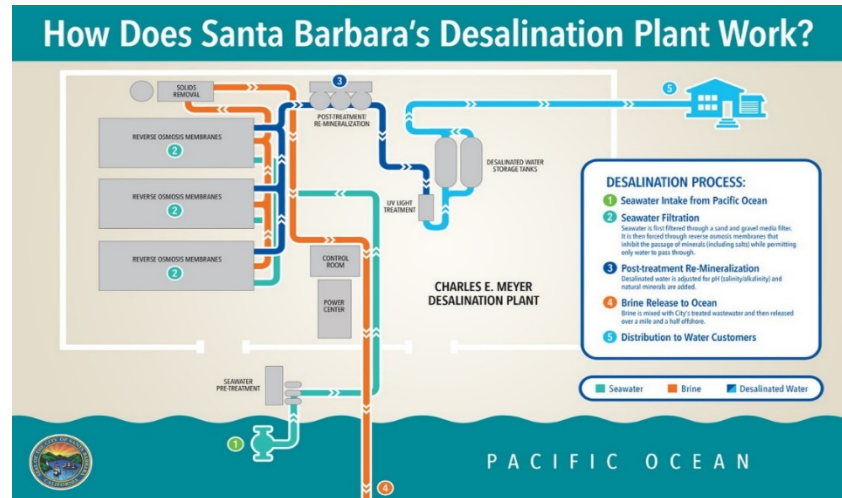 How Does Santa Barbara's Desalination Plant Work?
SOLIDS
REMOVAL
3
POST-TREATMENT/
RE-MINERALIZATION
5
REVERSE OSMOSIS MEMBRANES
2
REVERSE OSMOSIS MEMBRANES
2
REVERSE OSMOSIS MEMBRANES
2
DESALINATED WATER
STORAGE TANKS
UV LIGHT
TREATMENT
CONTROL
ROOM
POWER
CENTER
CHARLES E. MEYER
DESALINATION PLANT
SEAWATER
PRE-TREATMENT
1
4
DESALINATION PROCESS:
1 Seawater Intake from Pacific Ocean
2 Seawater Filtration
Seawater is first filtered through a sand and gravel media filter.
It is then forced through reverse osmosis membranes that
inhibit the passage of minerals (including salts) while permitting
only water to pass through.
3 Post-treatment Re-Mineralization
Desalinated water is adjusted for pH (salinity/alkalinity) and
natural minerals are added.
4 Brine Release to Ocean
Brine is mixed with City's treated wastewater and then released
over a mile and a half offshore.
5 Distribution to Water Customers
Seawater Brine Desalinated Water
PACIFIC OCEAN